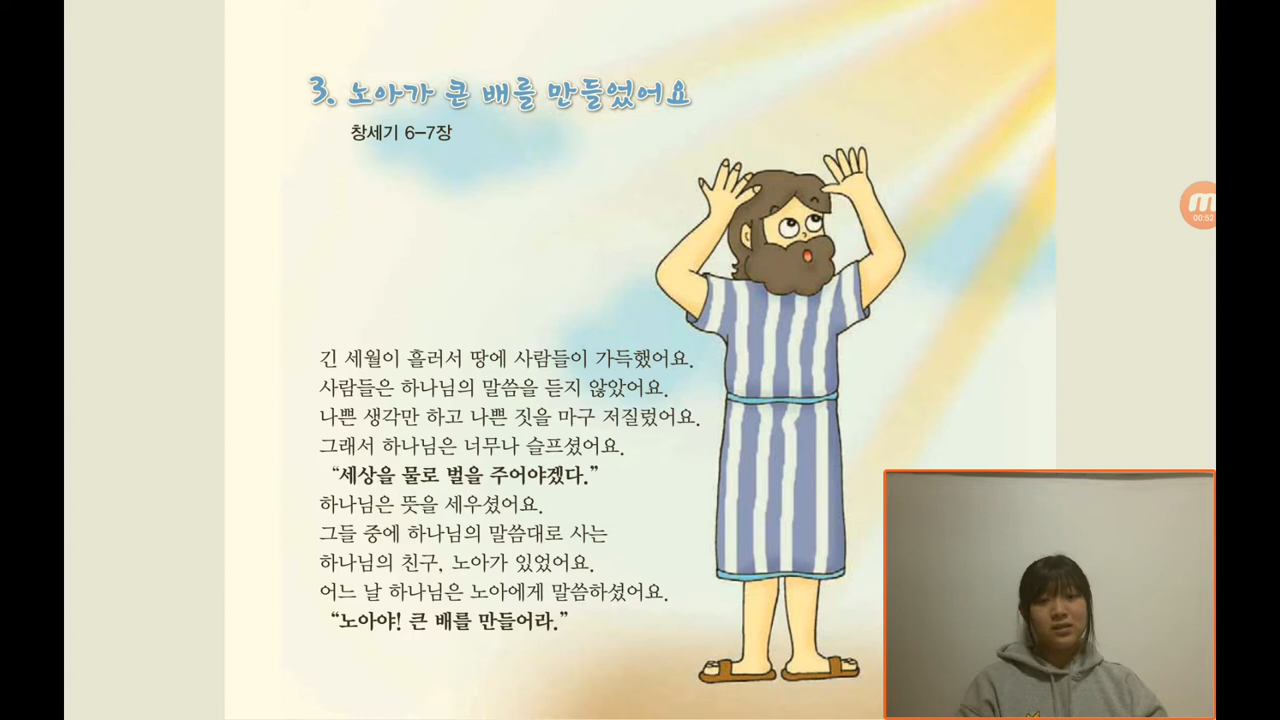 3. 노아가 큰 배를 만들었어요
창세기 6-7장
긴 세월이 흘러서 땅에 사람들이 가득했어요.
사람들은 하나님의 말씀을 듣지 않았어요.
나쁜 생각만 하고 나쁜 짓을 마구 저질렀어요.
그래서 하나님은 너무나 슬프셨어요.
“세상을 물로 벌을 주어야겠다.”
하나님은 뜻을 세우셨어요.
그들 중에 하나님의 말씀대로 사는
하나님의 친구, 노아가 있었어요.
어느 날 하나님은 노아에게 말씀하셨어요.
“노아야! 큰 배를 만들어라.”
00:52